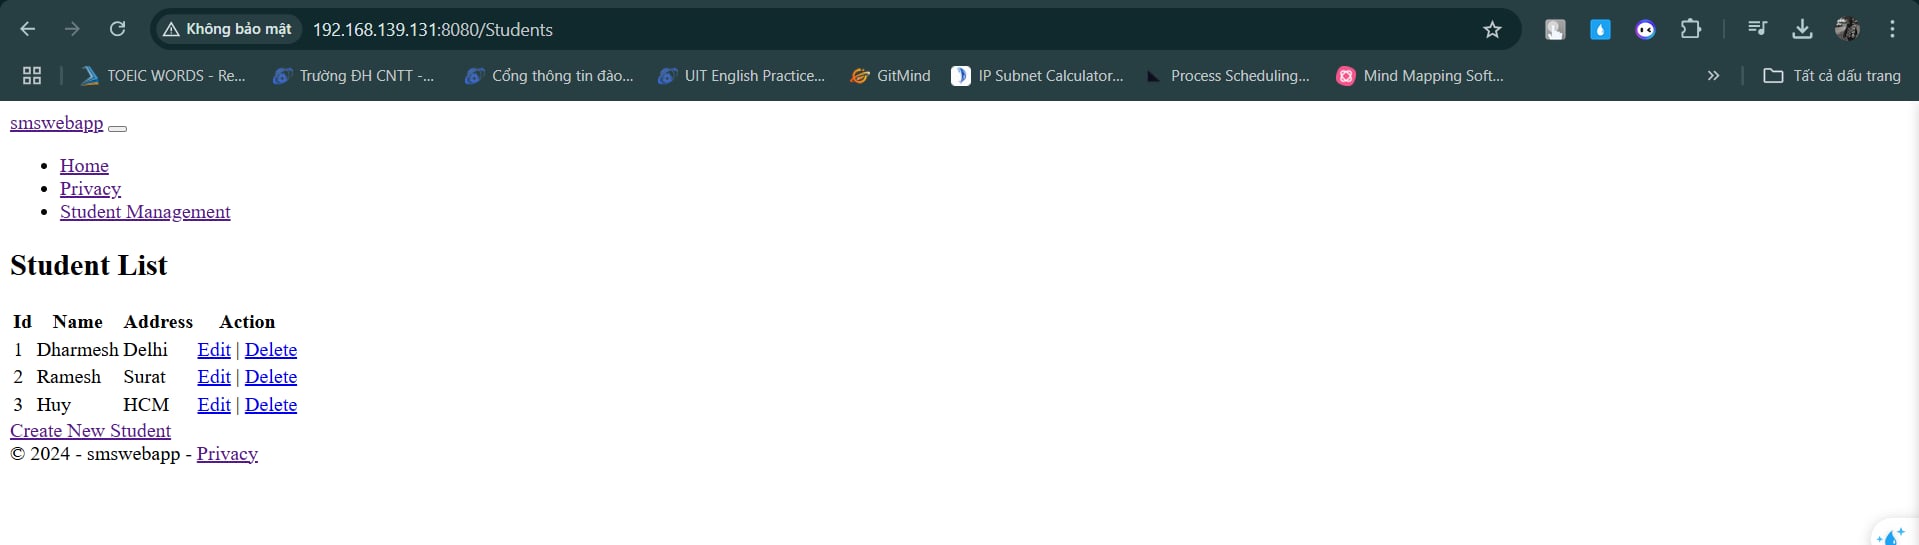 Không bảo mật 192.168.139.131:8080/Students
TOEIC WORDS - Re... Trường ĐH CNTT -... Cổng thông tin đào... UIT English Practice... GitMind IP Subnet Calculator... Process Scheduling... Mind Mapping Soft... » Tất cả dấu trang
smswebapp
Home
Privacy
Student Management
Student List
Id Name Address Action
1 Dharmesh Delhi Edit | Delete
2 Ramesh Surat Edit | Delete
3 Huy HCM Edit | Delete
Create New Student
© 2024 - smswebapp - Privacy